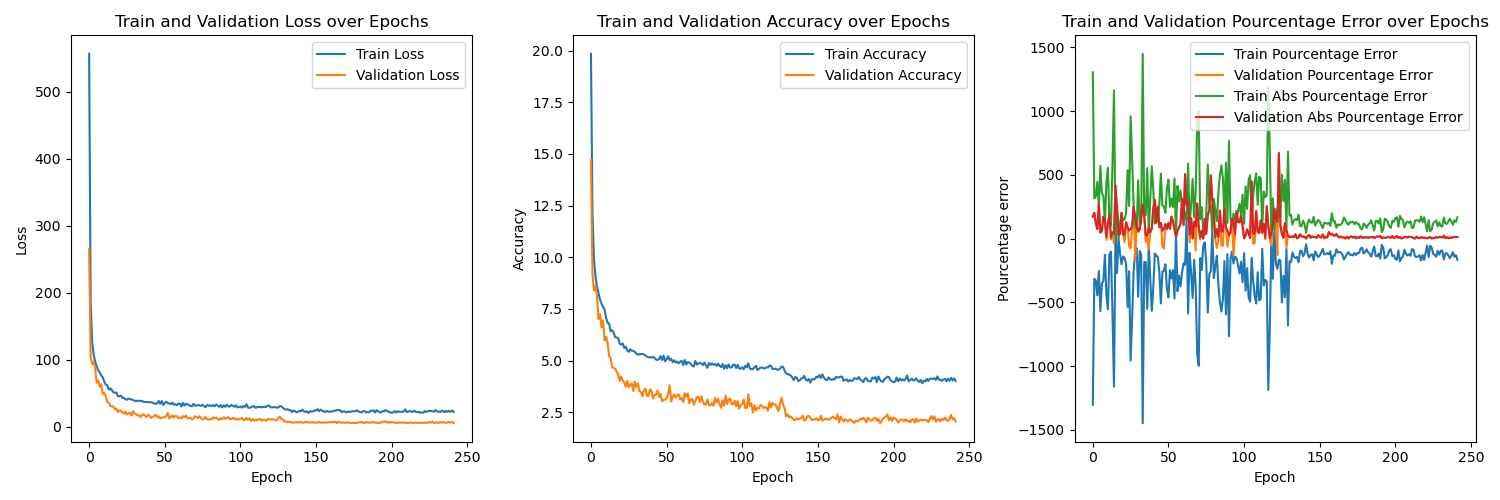 Train and Validation Loss over Epochs
Train Loss
Validation Loss
500
400
300
200
100
0
Loss
0 50 100 150 200 250
Epoch
Train and Validation Accuracy over Epochs
Train Accuracy
Validation Accuracy
20.0
17.5
15.0
12.5
10.0
7.5
5.0
2.5
Accuracy
0 50 100 150 200 250
Epoch
Train and Validation Pourcentage Error over Epochs
Train Pourcentage Error
Validation Pourcentage Error
Train Abs Pourcentage Error
Validation Abs Pourcentage Error
1500
1000
500
0
−500
−1000
−1500
Pourcentage error
0 50 100 150 200 250
Epoch